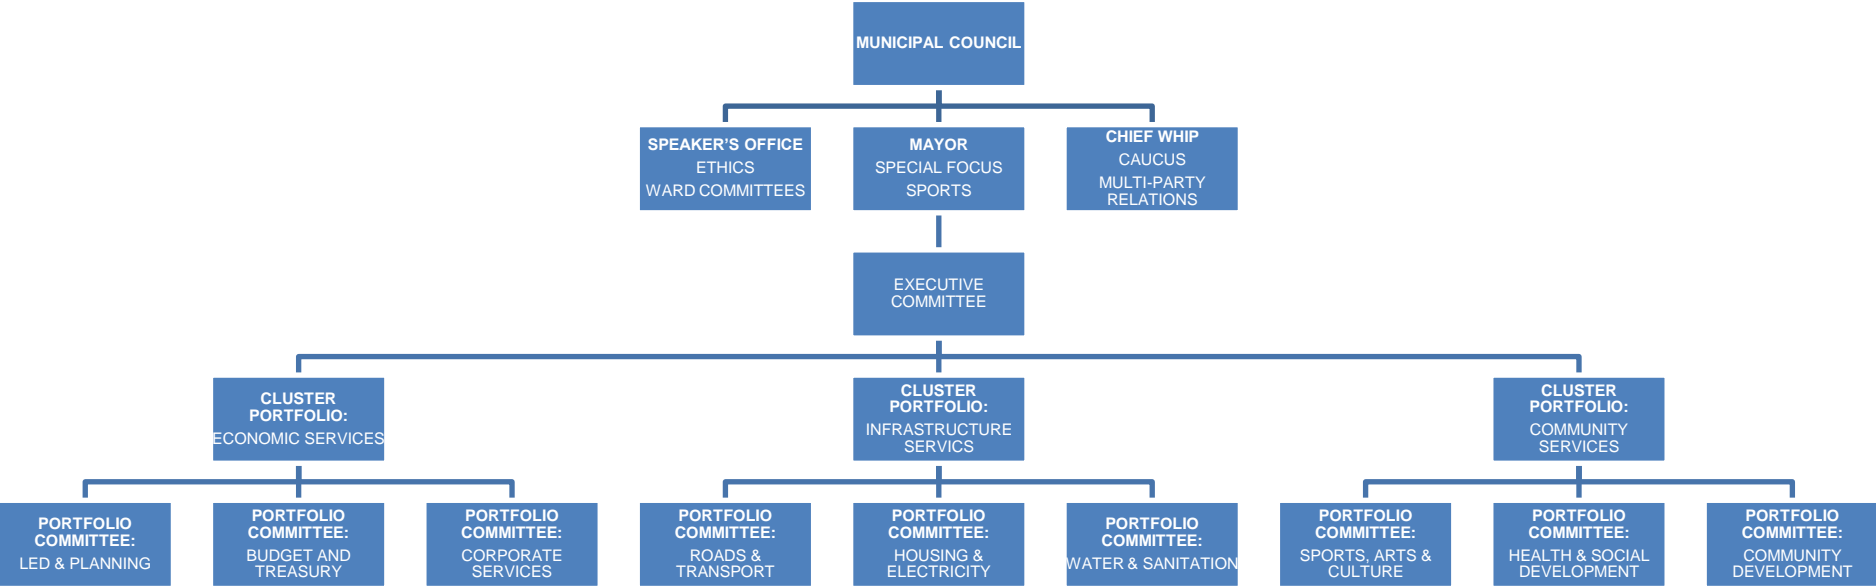 MUNICIPAL COUNCIL
SPEAKER'S OFFICE
ETHICS
WARD COMMITTEES
MAYOR
SPECIAL FOCUS
SPORTS
CHIEF WHIP
CAUCUS
MULTI-PARTY
RELATIONS
EXECUTIVE
COMMITTEE
CLUSTER
PORTFOLIO:
ECONOMIC SERVICES
CLUSTER
PORTFOLIO:
INFRASTRUCTURE
SERVICS
CLUSTER
PORTFOLIO:
COMMUNITY
SERVICES
PORTFOLIO
COMMITTEE:
LED & PLANNING
PORTFOLIO
COMMITTEE:
BUDGET AND
TREASURY
PORTFOLIO
COMMITTEE:
CORPORATE
SERVICES
PORTFOLIO
COMMITTEE:
ROADS &
TRANSPORT
PORTFOLIO
COMMITTEE:
HOUSING &
ELECTRICITY
PORTFOLIO
COMMITTEE:
WATER & SANITATION
PORTFOLIO
COMMITTEE:
SPORTS, ARTS &
CULTURE
PORTFOLIO
COMMITTEE:
HEALTH & SOCIAL
DEVELOPMENT
PORTFOLIO
COMMITTEE:
COMMUNITY
DEVELOPMENT